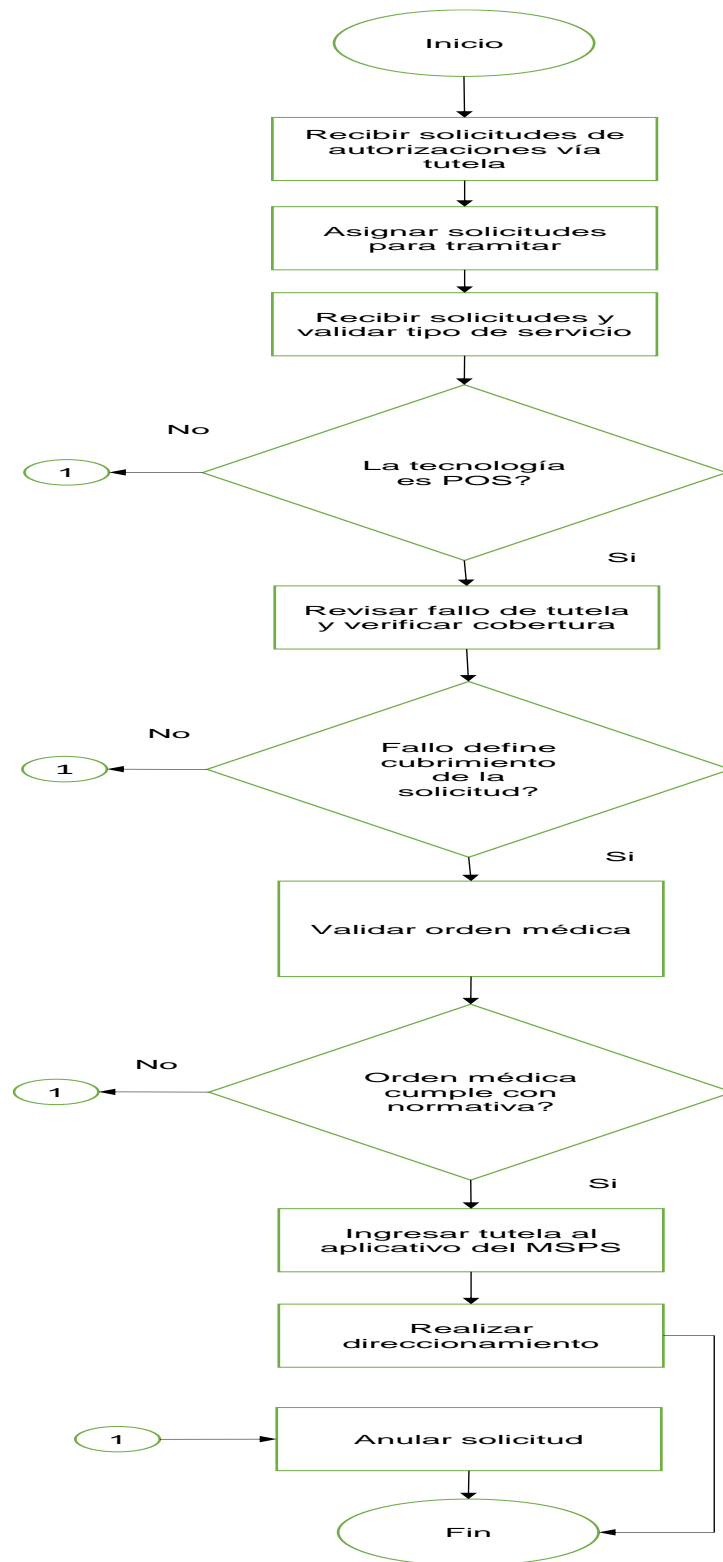 Inicio
Recibir solicitudes de
autorizaciones vía
tutela
Asignar solicitudes
para tramitar
Recibir solicitudes y
validar tipo de servicio
No
1
La tecnología
es POS?
Si
Revisar fallo de tutela
y verificar cobertura
No
1
Fallo define
cubrimiento
de la
solicitud?
Si
Validar orden médica
No
1
Orden médica
cumple con
normativa?
Si
Ingresar tutela al
aplicativo del MSPS
Realizar
direccionamiento
1
Anular solicitud
Fin